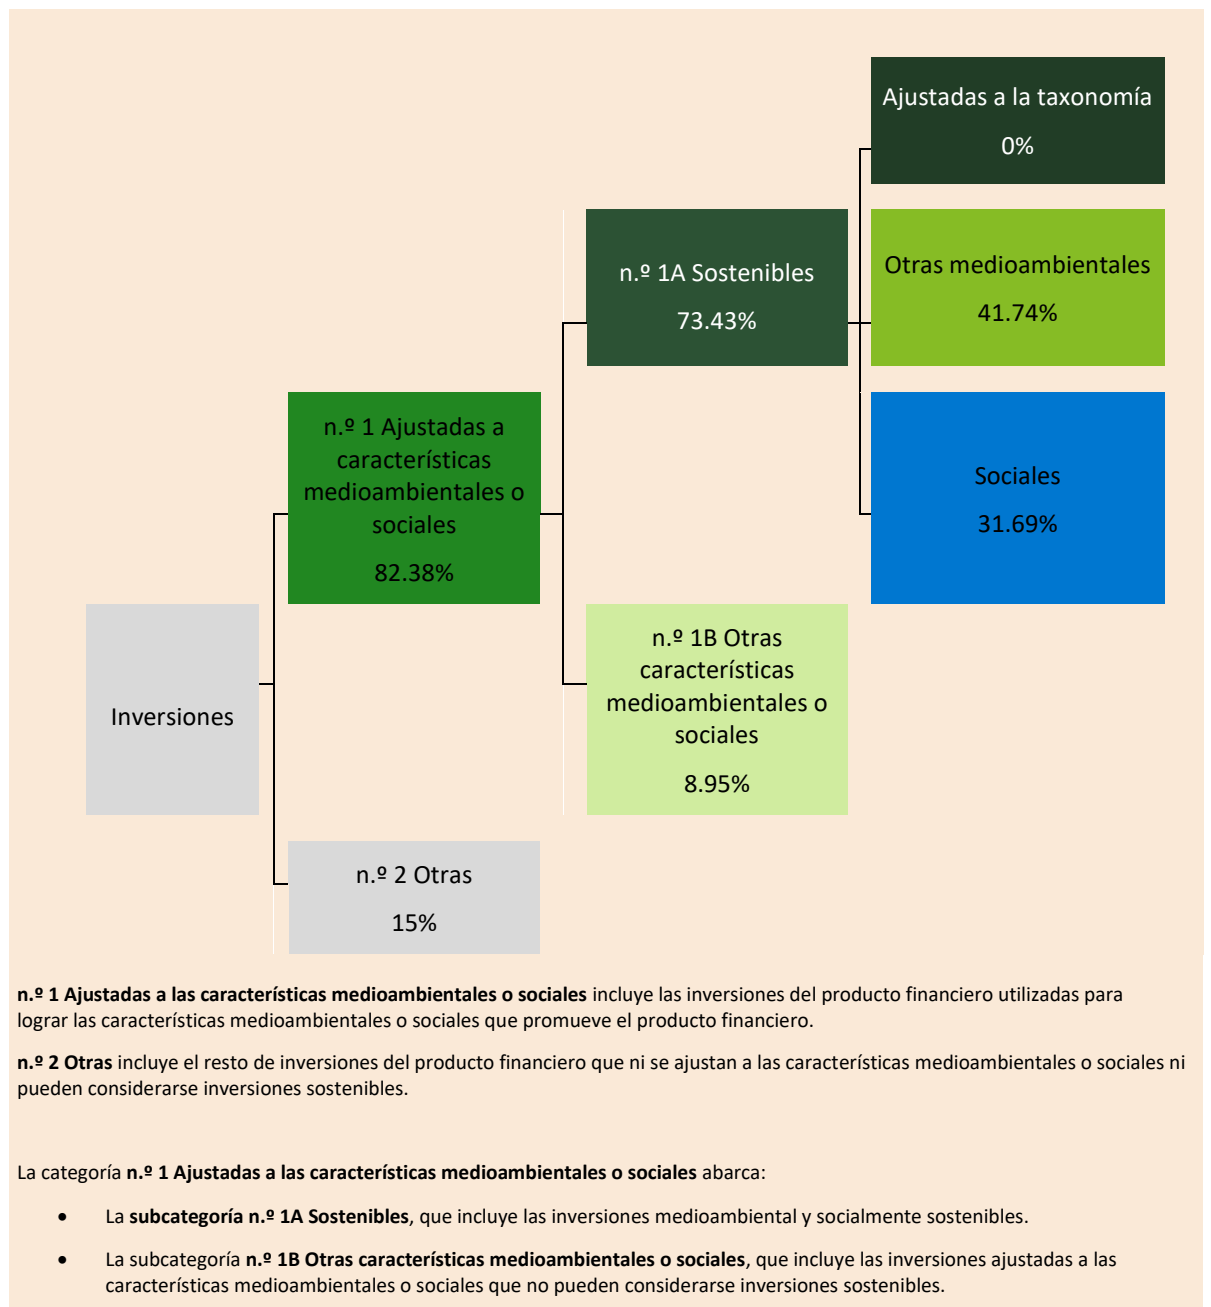 Ajustadas a la taxonomía
0%
Otras medioambientales
41.74%
n.º 1A Sostenibles
73.43%
Sociales
31.69%
n.º 1 Ajustadas a
características
medioambientales o
sociales
82.38%
n.º 1B Otras
características
medioambientales o
sociales
8.95%
Inversiones
n.º 2 Otras
15%
n.º 1 Ajustadas a las características medioambientales o sociales incluye las inversiones del producto financiero utilizadas para
lograr las características medioambientales o sociales que promueve el producto financiero.
n.º 2 Otras incluye el resto de inversiones del producto financiero que ni se ajustan a las características medioambientales o sociales ni
pueden considerarse inversiones sostenibles.
La categoría n.º 1 Ajustadas a las características medioambientales o sociales abarca:
• La subcategoría n.º 1A Sostenibles, que incluye las inversiones medioambiental y socialmente sostenibles.
• La subcategoría n.º 1B Otras características medioambientales o sociales, que incluye las inversiones ajustadas a las
características medioambientales o sociales que no pueden considerarse inversiones sostenibles.